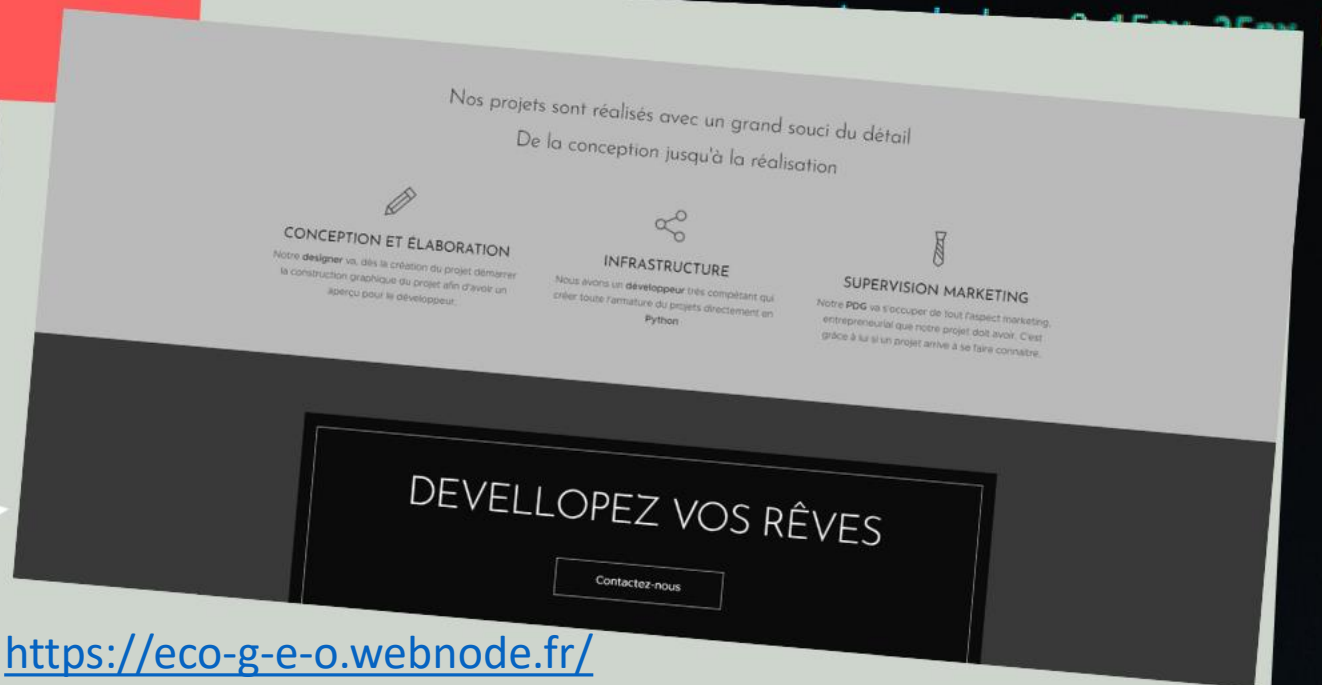 0 15px 25px
Nos projets sont réalisés avec un grand souci du détail
De la conception jusqu'à la réalisation
CONCEPTION ET ÉLABORATION
Notre designer va, dès la création du projet démarrer
la construction graphique du projet afin d'avoir un
aperçu pour le développeur.
INFRASTRUCTURE
Nous avons un développeur très compétant qui
créer toute l'armature du projets directement en
Python
SUPERVISION MARKETING
Notre PDG va s'occuper de tout l'aspect marketing,
entrepreneurial que notre projet doit avoir. C'est
grâce à lui si un projet arrive à se faire connaitre.
DEVELLOPEZ VOS RÊVES
Contactez-nous
https://eco-g-e-o.webnode.fr/